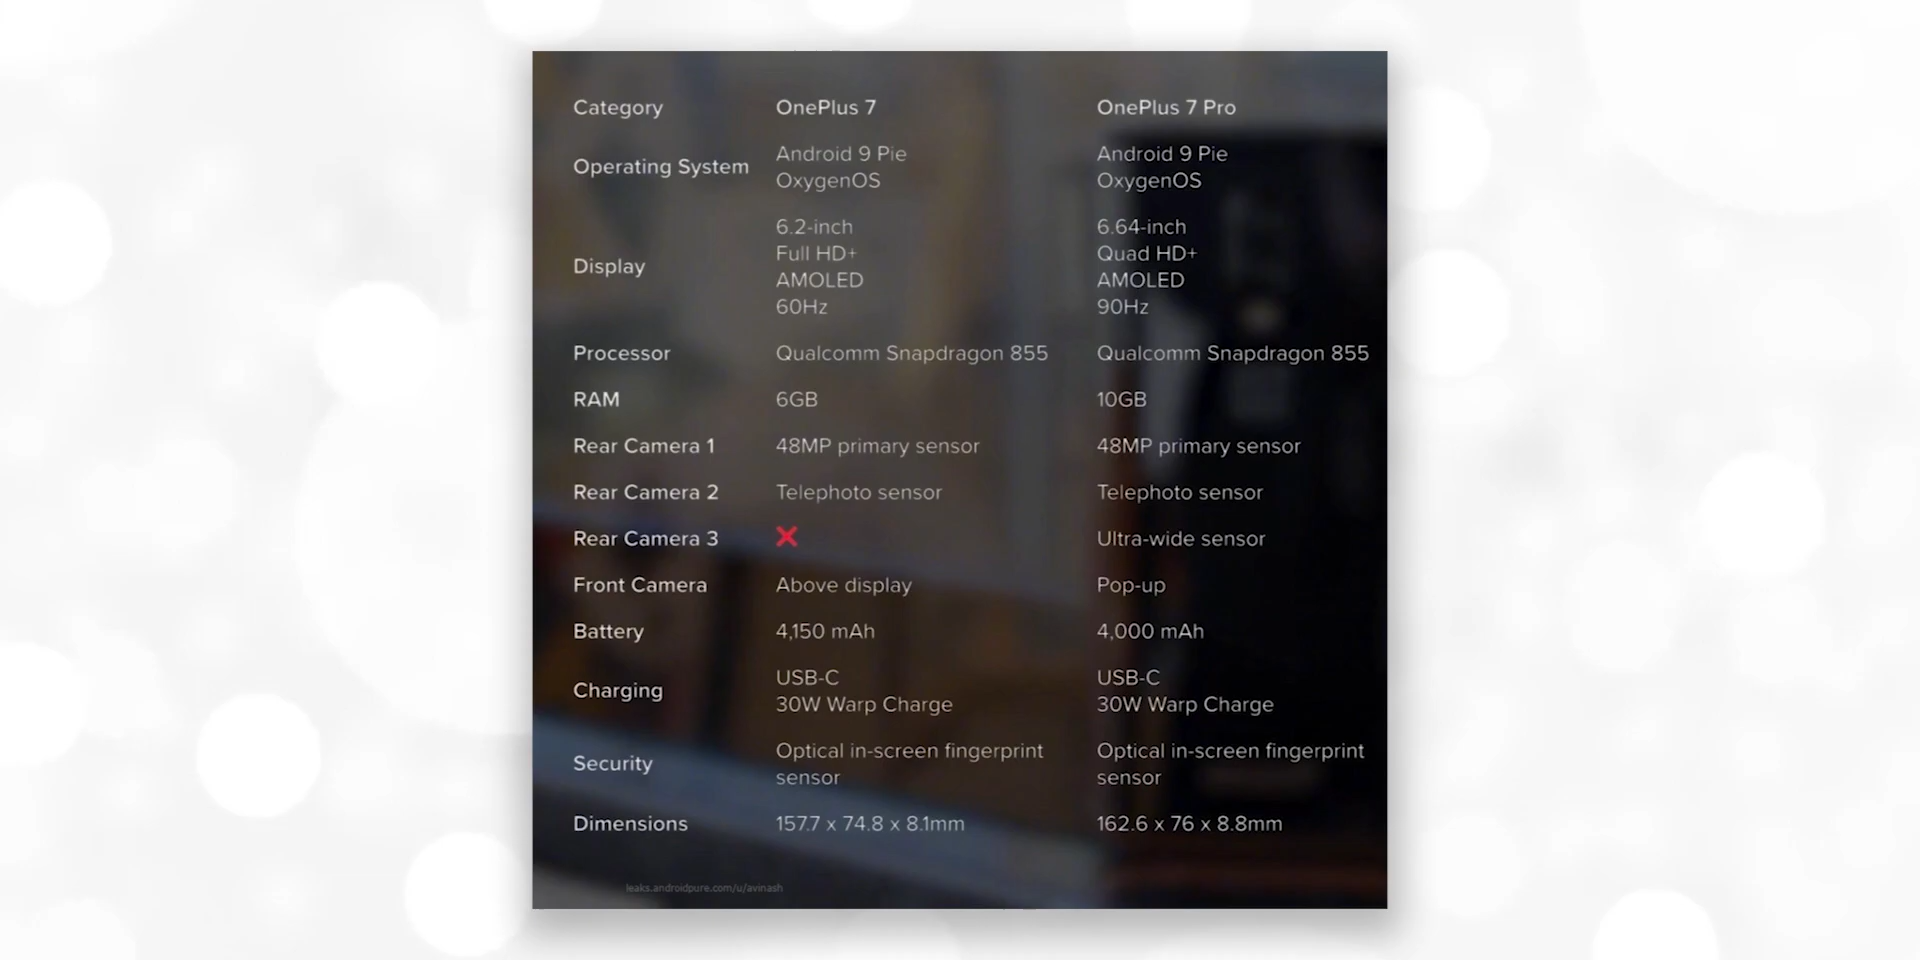 Category OnePlus 7 OnePlus 7 Pro
Operating System Android 9 Pie OxygenOS Android 9 Pie OxygenOS
Display 6.2-inch Full HD+ AMOLED 60Hz 6.64-inch Quad HD+ AMOLED 90Hz
Processor Qualcomm Snapdragon 855 Qualcomm Snapdragon 855
RAM 6GB 10GB
Rear Camera 1 48MP primary sensor 48MP primary sensor
Rear Camera 2 Telephoto sensor Telephoto sensor
Rear Camera 3 ❌ Ultra-wide sensor
Front Camera Above display Pop-up
Battery 4,150 mAh 4,000 mAh
Charging USB-C 30W Warp Charge USB-C 30W Warp Charge
Security Optical in-screen fingerprint sensor Optical in-screen fingerprint sensor
Dimensions 157.7 x 74.8 x 8.1mm 162.6 x 76 x 8.8mm
leaks.androidpure.com/u/avinash